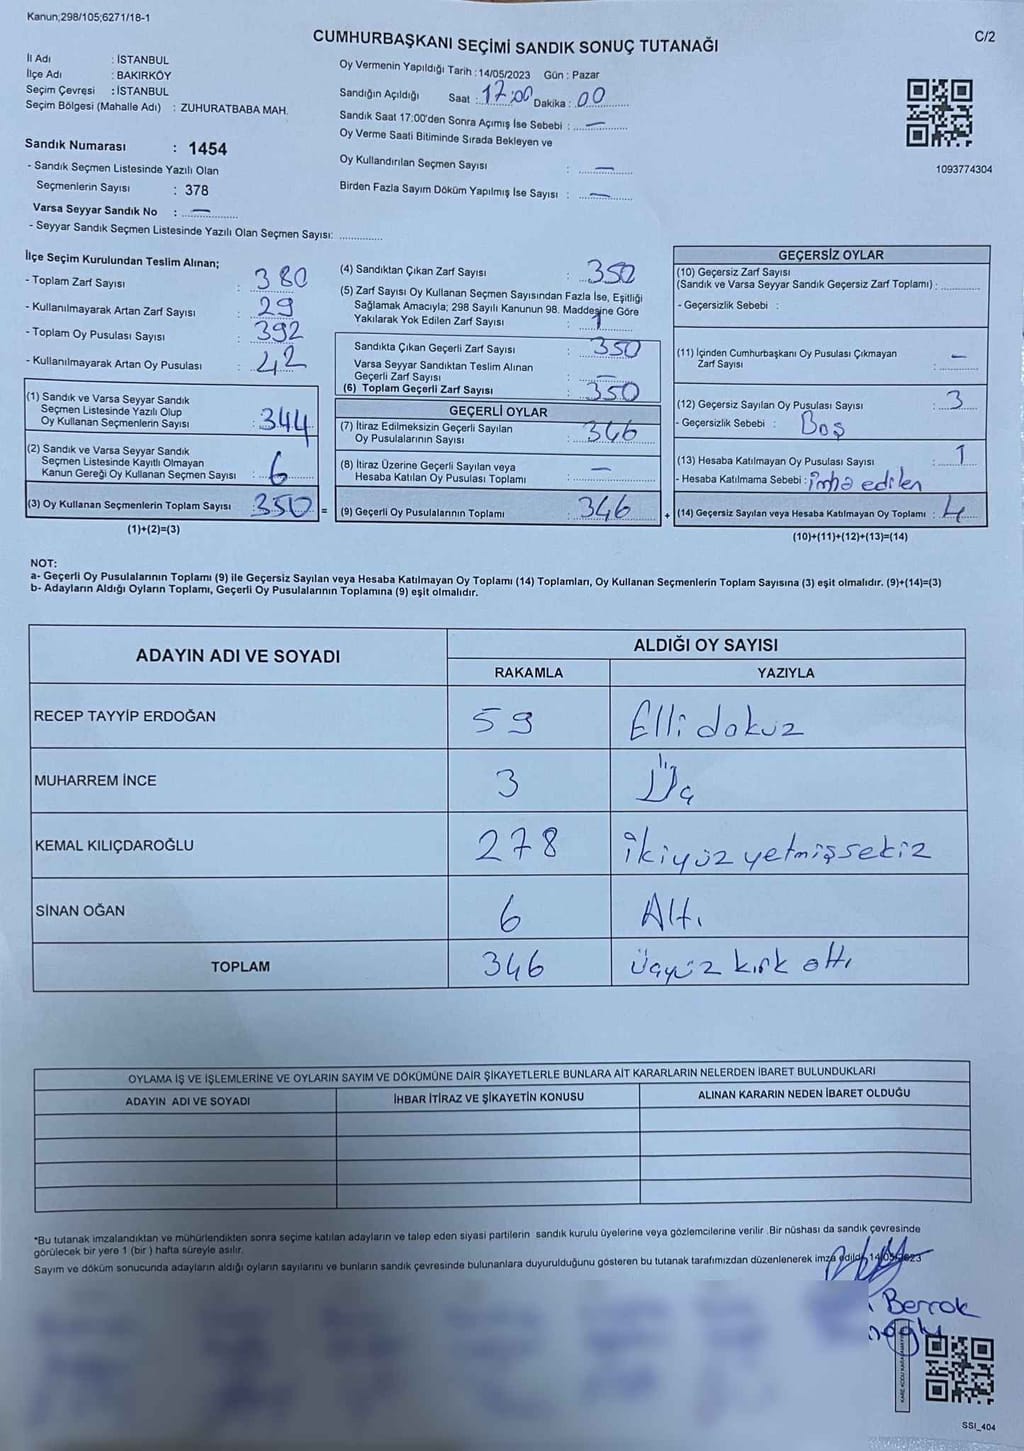 Kanun;298/105;6271/18-1
C/2
CUMHURBAŞKANI SEÇİMİ SANDIK SONUÇ TUTANAĞI
İl Adı : İSTANBUL
İlçe Adı : BAKIRKÖY
Seçim Çevresi : İSTANBUL
Seçim Bölgesi (Mahalle Adı) : ZUHURATBABA MAH.
Sandık Numarası : 1454
- Sandık Seçmen Listesinde Yazılı Olan
Seçmenlerin Sayısı : 378
Varsa Seyyar Sandık No : —
- Seyyar Sandık Seçmen Listesinde Yazılı Olan Seçmen Sayısı:
Oy Vermenin Yapıldığı Tarih : 14/05/2023 Gün : Pazar
Sandığın Açıldığı Saat : 17:00 Dakika : 00
Sandık Saat 17:00'den Sonra Açımış İse Sebebi : —
Oy Verme Saati Bitiminde Sırada Bekleyen ve
Oy Kullandırılan Seçmen Sayısı : —
Birden Fazla Sayım Döküm Yapılmış İse Sayısı : —
1093774304
İlçe Seçim Kurulundan Teslim Alınan;
- Toplam Zarf Sayısı : 380
- Kullanılmayarak Artan Zarf Sayısı : 29
- Toplam Oy Pusulası Sayısı : 392
- Kullanılmayarak Artan Oy Pusulası : 42
(1) Sandık ve Varsa Seyyar Sandık
Seçmen Listesinde Yazılı Olup
Oy Kullanan Seçmenlerin Sayısı : 344
(2) Sandık ve Varsa Seyyar Sandık
Seçmen Listesinde Kayıtlı Olmayan
Kanun Gereği Oy Kullanan Seçmen Sayısı : 6
(3) Oy Kullanan Seçmenlerin Toplam Sayısı : 350 =
(1)+(2)=(3)
(4) Sandıktan Çıkan Zarf Sayısı : 350
(5) Zarf Sayısı Oy Kullanan Seçmen Sayısından Fazla İse, Eşitliği
Sağlamak Amacıyla; 298 Sayılı Kanunun 98. Maddesine Göre
Yakılarak Yok Edilen Zarf Sayısı : 1
Sandıkta Çıkan Geçerli Zarf Sayısı : 350
Varsa Seyyar Sandıktan Teslim Alınan
Geçerli Zarf Sayısı : —
(6) Toplam Geçerli Zarf Sayısı : 350
GEÇERLİ OYLAR
(7) İtiraz Edilmeksizin Geçerli Sayılan
Oy Pusulalarının Sayısı : 346
(8) İtiraz Üzerine Geçerli Sayılan veya
Hesaba Katılan Oy Pusulası Toplamı : —
(9) Geçerli Oy Pusulalarının Toplamı : 346 +
GEÇERSİZ OYLAR
(10) Geçersiz Zarf Sayısı
(Sandık ve Varsa Seyyar Sandık Geçersiz Zarf Toplamı) :
- Geçersizlik Sebebi :
(11) İçinden Cumhurbaşkanı Oy Pusulası Çıkmayan
Zarf Sayısı : —
(12) Geçersiz Sayılan Oy Pusulası Sayısı : 3
- Geçersizlik Sebebi : Boş
(13) Hesaba Katılmayan Oy Pusulası Sayısı : 1
- Hesaba Katılmama Sebebi : imha edilen
(14) Geçersiz Sayılan veya Hesaba Katılmayan Oy Toplamı : 4
(10)+(11)+(12)+(13)=(14)
NOT:
a- Geçerli Oy Pusulalarının Toplamı (9) ile Geçersiz Sayılan veya Hesaba Katılmayan Oy Toplamı (14) Toplamları, Oy Kullanan Seçmenlerin Toplam Sayısına (3) eşit olmalıdır. (9)+(14)=(3)
b- Adayların Aldığı Oyların Toplamı, Geçerli Oy Pusulalarının Toplamına (9) eşit olmalıdır.
ADAYIN ADI VE SOYADI
ALDIĞI OY SAYISI
RAKAMLA YAZIYLA
RECEP TAYYİP ERDOĞAN 59 Elli dokuz
MUHARREM İNCE 3 Üç
KEMAL KILIÇDAROĞLU 278 ikiyüz yetmişsekiz
SİNAN OĞAN 6 Altı
TOPLAM 346 üçyüz kırk altı
OYLAMA İŞ VE İŞLEMLERİNE VE OYLARIN SAYIM VE DÖKÜMÜNE DAİR ŞİKAYETLERLE BUNLARA AİT KARARLARIN NELERDEN İBARET BULUNDUKLARI
ADAYIN ADI VE SOYADI İHBAR İTİRAZ VE ŞİKAYETİN KONUSU ALINAN KARARIN NEDEN İBARET OLDUĞU
*Bu tutanak imzalandıktan ve mühürlendikten sonra seçime katılan adayların ve talep eden siyasi partilerin sandık kurulu üyelerine veya gözlemcilerine verilir .Bir nüshası da sandık çevresinde
görülecek bir yere 1 (bir ) hafta süreyle asılır.
Sayım ve döküm sonucunda adayların aldığı oyların sayılarını ve bunların sandık çevresinde bulunanlara duyurulduğunu gösteren bu tutanak tarafımızdan düzenlenerek imza edildi. 14/05/2023
Berrak
SSI_404